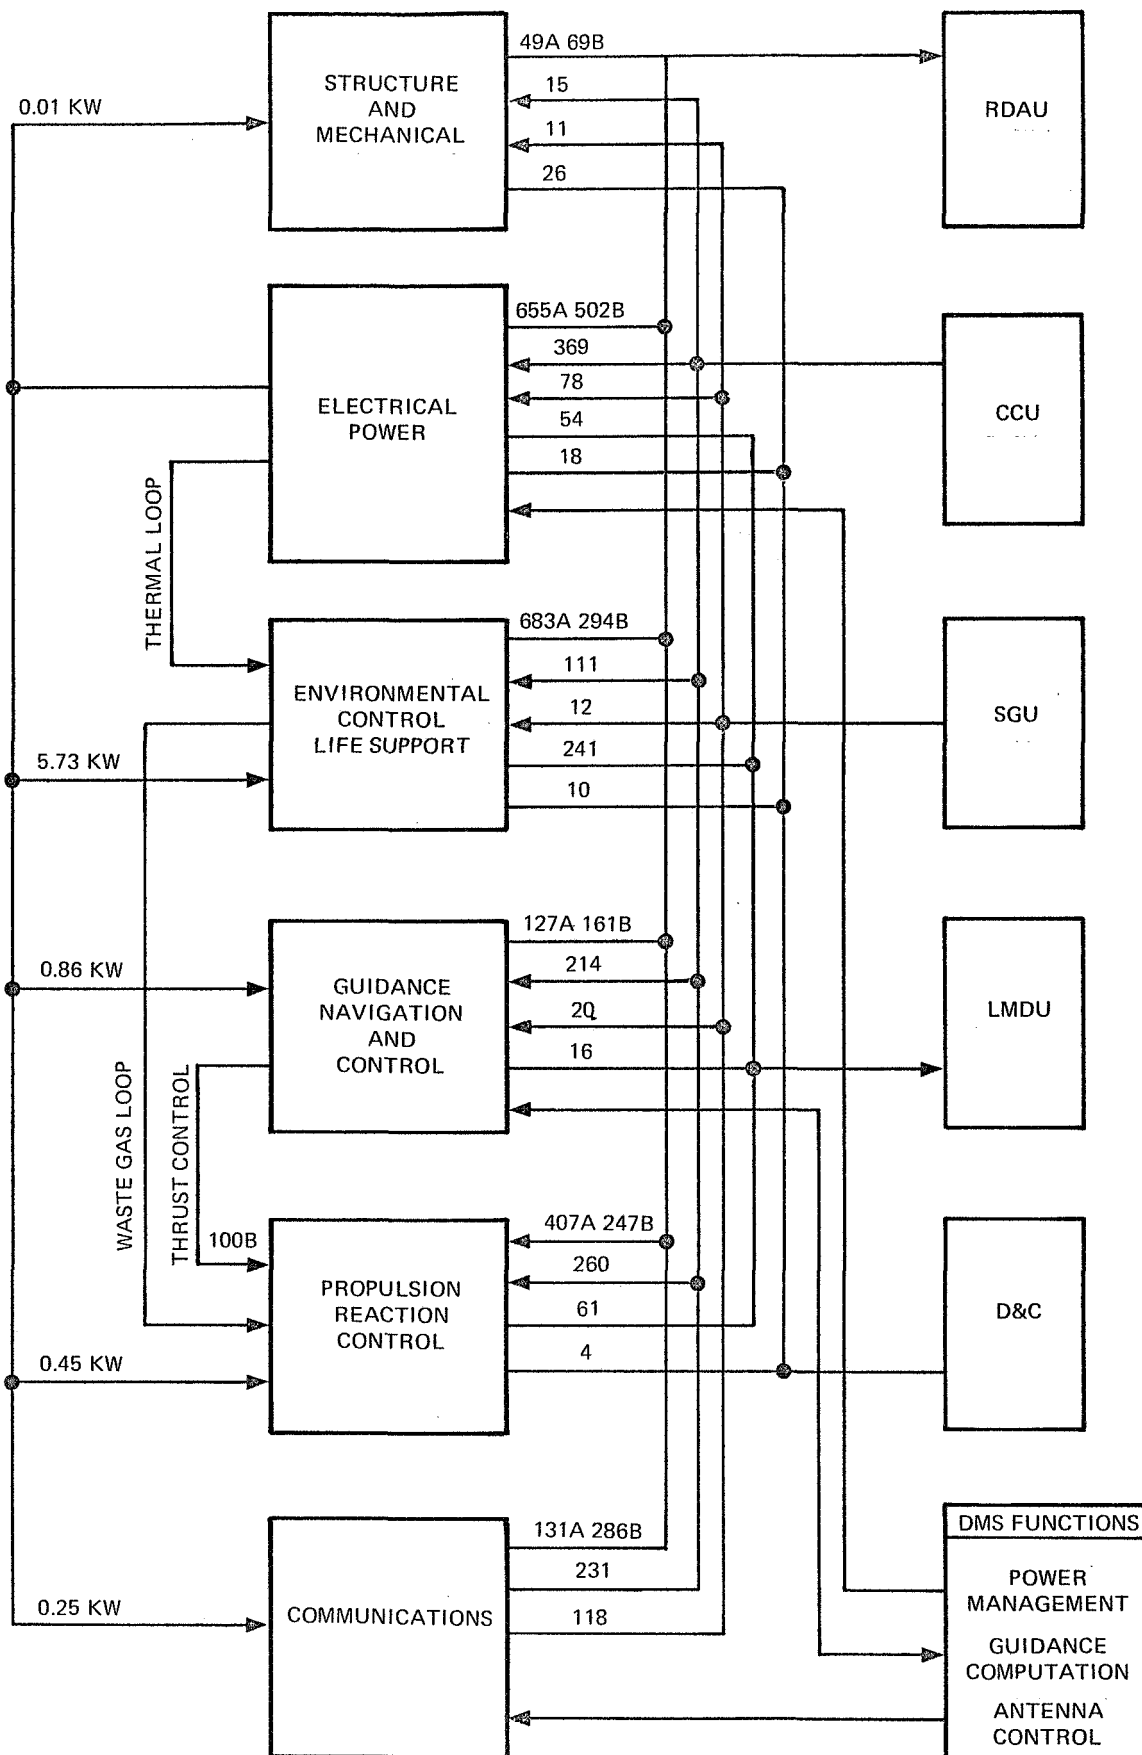 49A 69B
15
11
26
0.01 KW
STRUCTURE
AND
MECHANICAL
RDAU
655A 502B
369
78
54
18
ELECTRICAL
POWER
CCU
THERMAL LOOP
683A 294B
111
12
241
10
ENVIRONMENTAL
CONTROL
LIFE SUPPORT
5.73 KW
SGU
127A 161B
214
20
16
0.86 KW
GUIDANCE
NAVIGATION
AND
CONTROL
LMDU
WASTE GAS LOOP
THRUST CONTROL
100B
407A 247B
260
61
4
PROPULSION
REACTION
CONTROL
0.45 KW
D&C
131A 286B
231
118
0.25 KW
COMMUNICATIONS
DMS FUNCTIONS
POWER
MANAGEMENT
GUIDANCE
COMPUTATION
ANTENNA
CONTROL